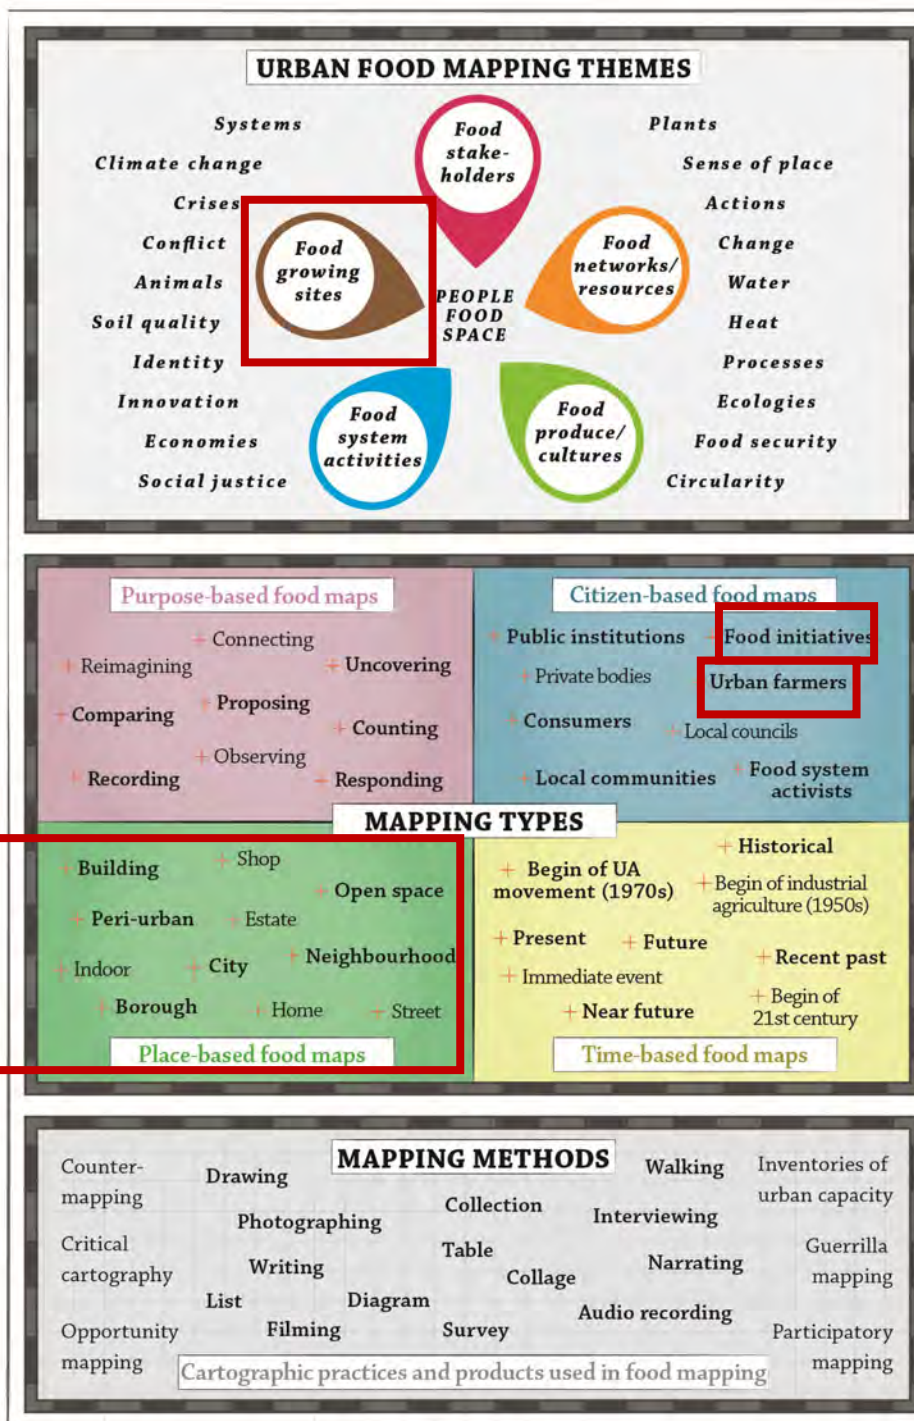 URBAN FOOD MAPPING THEMES
Systems
Climate change
Crises
Conflict
Animals
Soil quality
Identity
Innovation
Economies
Social justice
Food
stake-
holders
Food
growing
sites
Food
networks/
resources
PEOPLE
FOOD
SPACE
Food
system
activities
Food
produce/
cultures
Plants
Sense of place
Actions
Change
Water
Heat
Processes
Ecologies
Food security
Circularity
Purpose-based food maps
+ Connecting
+ Reimagining
+ Uncovering
+ Proposing
+ Comparing
+ Counting
+ Observing
+ Recording
+ Responding
Citizen-based food maps
+ Public institutions
+ Food initiatives
+ Private bodies
Urban farmers
+ Consumers
+ Local councils
+ Local communities
+ Food system
activists
MAPPING TYPES
+ Building
+ Shop
+ Open space
+ Peri-urban
+ Estate
+ Indoor
+ City
+ Neighbourhood
+ Borough
+ Home
+ Street
Place-based food maps
+ Historical
+ Begin of UA
movement (1970s)
+ Begin of industrial
agriculture (1950s)
+ Present
+ Future
+ Recent past
+ Immediate event
+ Near future
+ Begin of
21st century
Time-based food maps
MAPPING METHODS
Counter-
mapping
Critical
cartography
Opportunity
mapping
Drawing
Photographing
Writing
List
Diagram
Filming
Collection
Table
Collage
Survey
Walking
Interviewing
Narrating
Audio recording
Inventories of
urban capacity
Guerrilla
mapping
Participatory
mapping
Cartographic practices and products used in food mapping